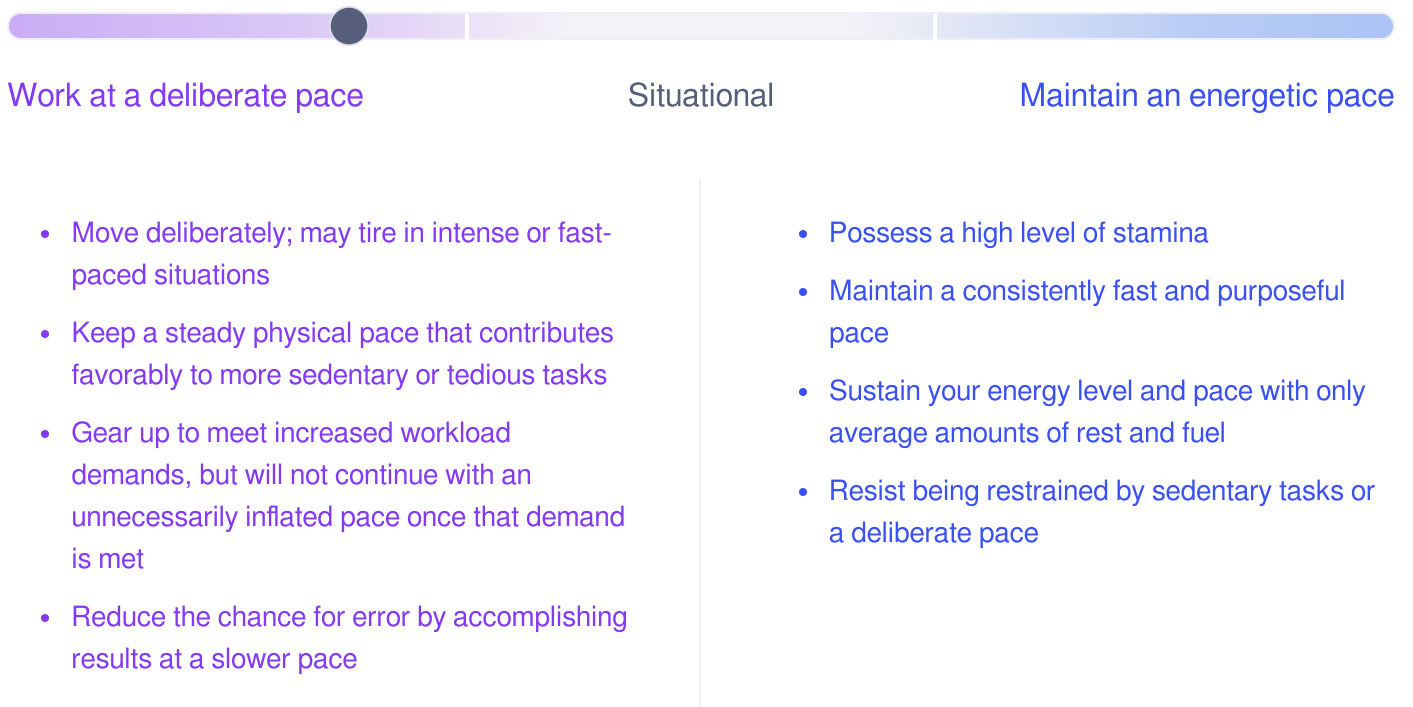 Work at a deliberate pace
Situational
Maintain an energetic pace
Move deliberately; may tire in intense or fast-
paced situations
Keep a steady physical pace that contributes
favorably to more sedentary or tedious tasks
Gear up to meet increased workload
demands, but will not continue with an
unnecessarily inflated pace once that demand
is met
Reduce the chance for error by accomplishing
results at a slower pace
Possess a high level of stamina
Maintain a consistently fast and purposeful
pace
Sustain your energy level and pace with only
average amounts of rest and fuel
Resist being restrained by sedentary tasks or
a deliberate pace